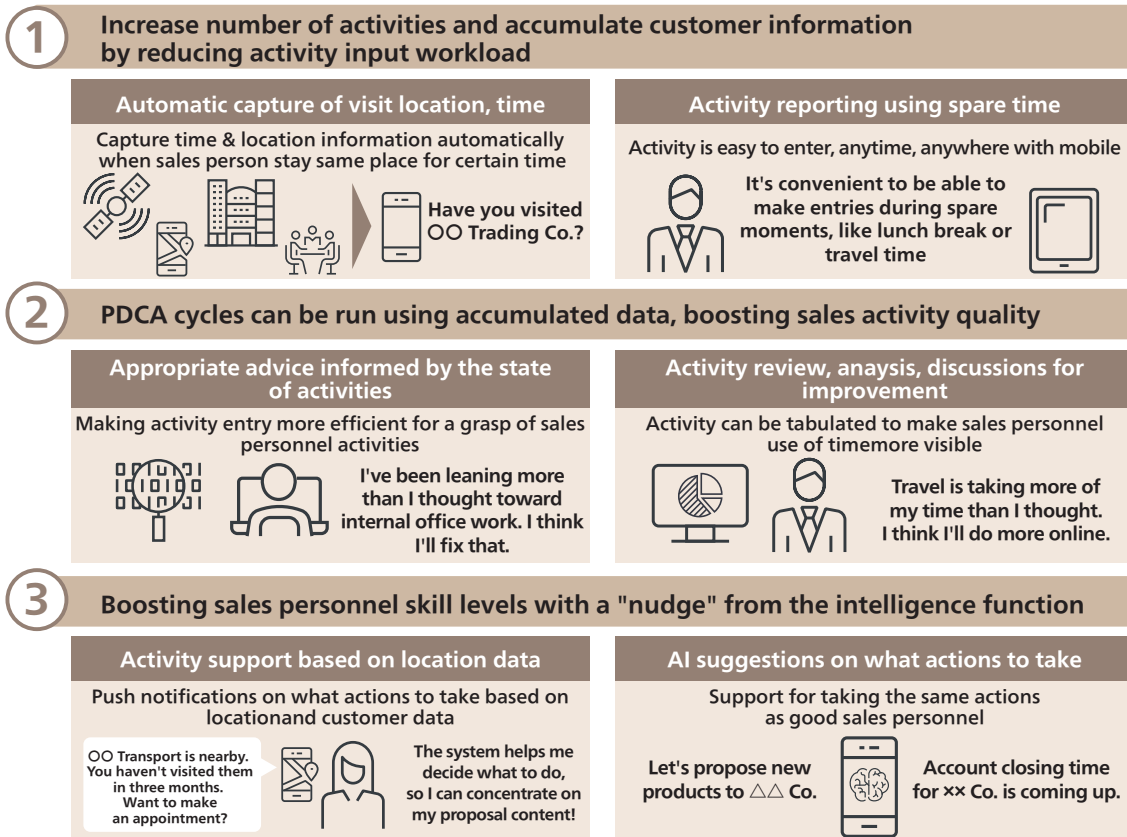 1
Increase number of activities and accumulate customer information
by reducing activity input workload
Automatic capture of visit location, time
Capture time & location information automatically
when sales person stay same place for certain time
Have you visited
○○ Trading Co.?
Activity reporting using spare time
Activity is easy to enter, anytime, anywhere with mobile
It's convenient to be able to
make entries during spare
moments, like lunch break or
travel time
2
PDCA cycles can be run using accumulated data, boosting sales activity quality
Appropriate advice informed by the state
of activities
Making activity entry more efficient for a grasp of sales
personnel activities
I've been leaning more
than I thought toward
internal office work. I think
I'll fix that.
Activity review, anaysis, discussions for
improvement
Activity can be tabulated to make sales personnel
use of timemore visible
Travel is taking more of
my time than I thought.
I think I'll do more online.
3
Boosting sales personnel skill levels with a "nudge" from the intelligence function
Activity support based on location data
Push notifications on what actions to take based on
locationand customer data
○○ Transport is nearby.
You haven't visited them
in three months.
Want to make
an appointment?
The system helps me
decide what to do,
so I can concentrate on
my proposal content!
AI suggestions on what actions to take
Support for taking the same actions
as good sales personnel
Let's propose new
products to △△ Co.
Account closing time
for ×× Co. is coming up.